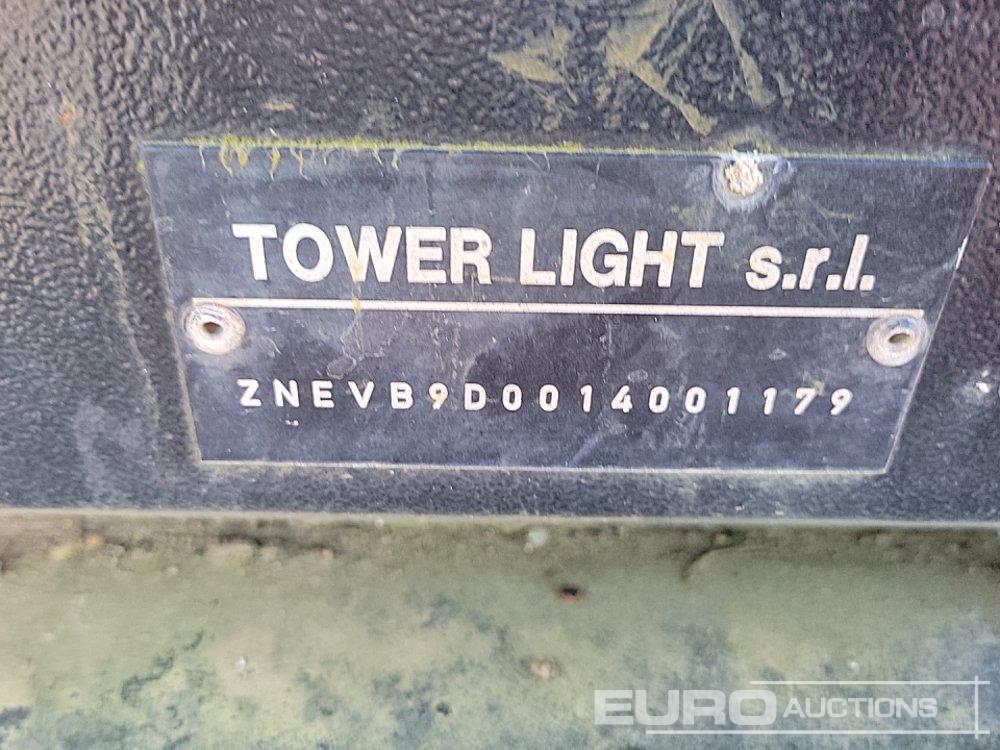 TOWER LIGHT s.r.l.
ZNEVB9D0014001179
EURO AUCTIONS